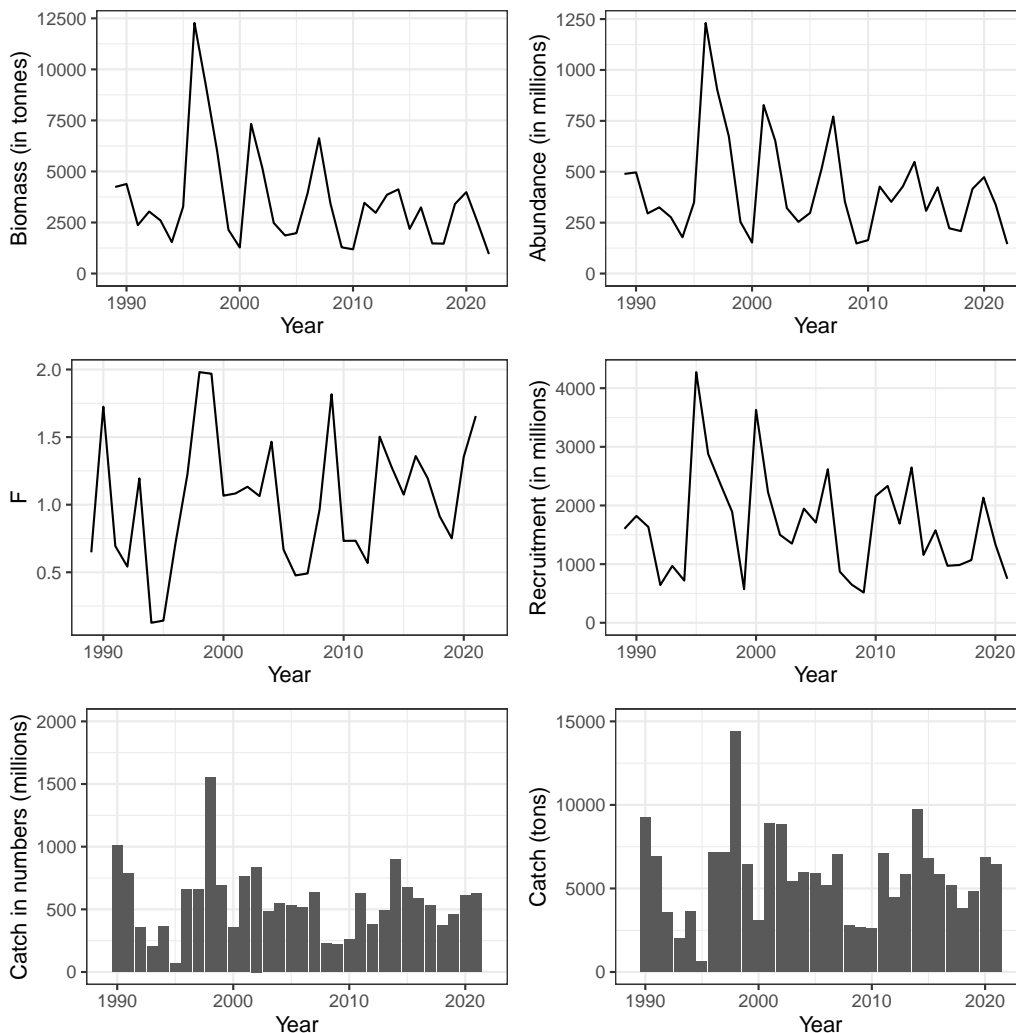 Biomass (in tonnes)
12500
10000
7500
5000
2500
0
1990 2000 2010 2020
Year
Abundance (in millions)
1250
1000
750
500
250
0
1990 2000 2010 2020
Year
F
2.0
1.5
1.0
0.5
1990 2000 2010 2020
Year
Recruitment (in millions)
4000
3000
2000
1000
0
1990 2000 2010 2020
Year
Catch in numbers (millions)
2000
1500
1000
500
0
1990 2000 2010 2020
Year
Catch (tons)
15000
10000
5000
0
1990 2000 2010 2020
Year